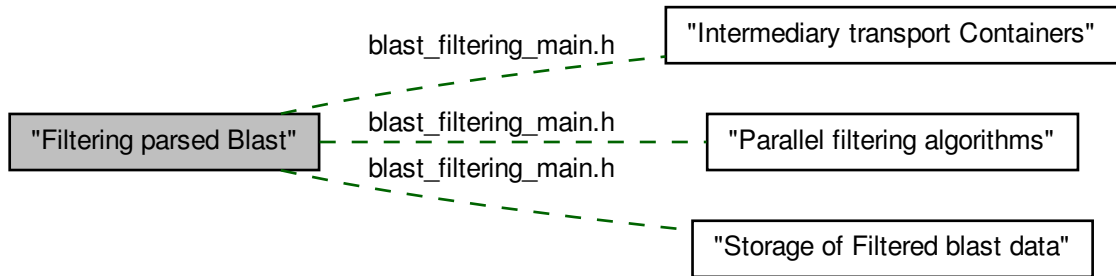 "Intermediary transport Containers"
blast_filtering_main.h
"Filtering parsed Blast"
blast_filtering_main.h
"Parallel filtering algorithms"
blast_filtering_main.h
"Storage of Filtered blast data"